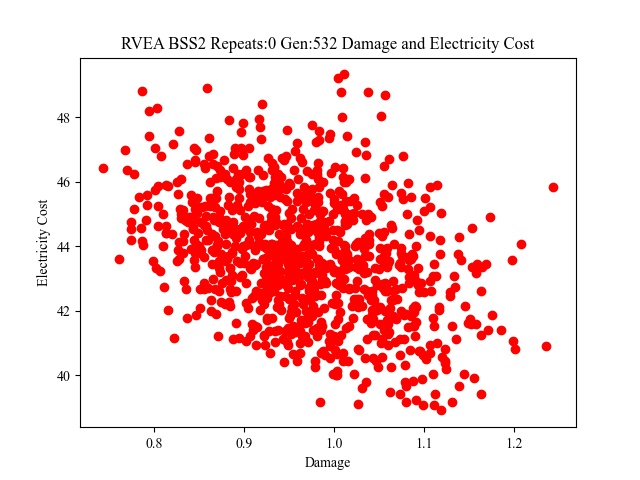 RVEA BSS2 Repeats:0 Gen:532 Damage and Electricity Cost
48
46
44
42
40
Electricity Cost
0.8 0.9 1.0 1.1 1.2
Damage